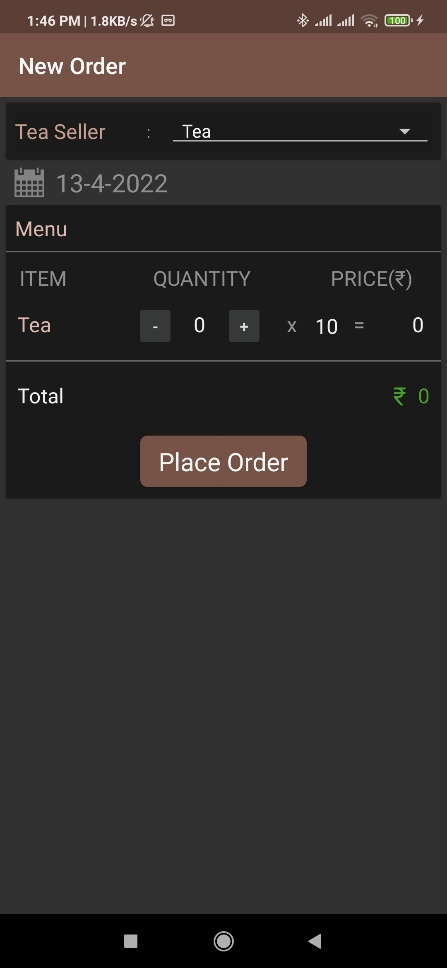 1:46 PM | 1.8KB/s 100
New Order
Tea Seller : Tea
13-4-2022
Menu
ITEM QUANTITY PRICE(₹)
Tea - 0 + x 10 = 0
Total ₹ 0
Place Order